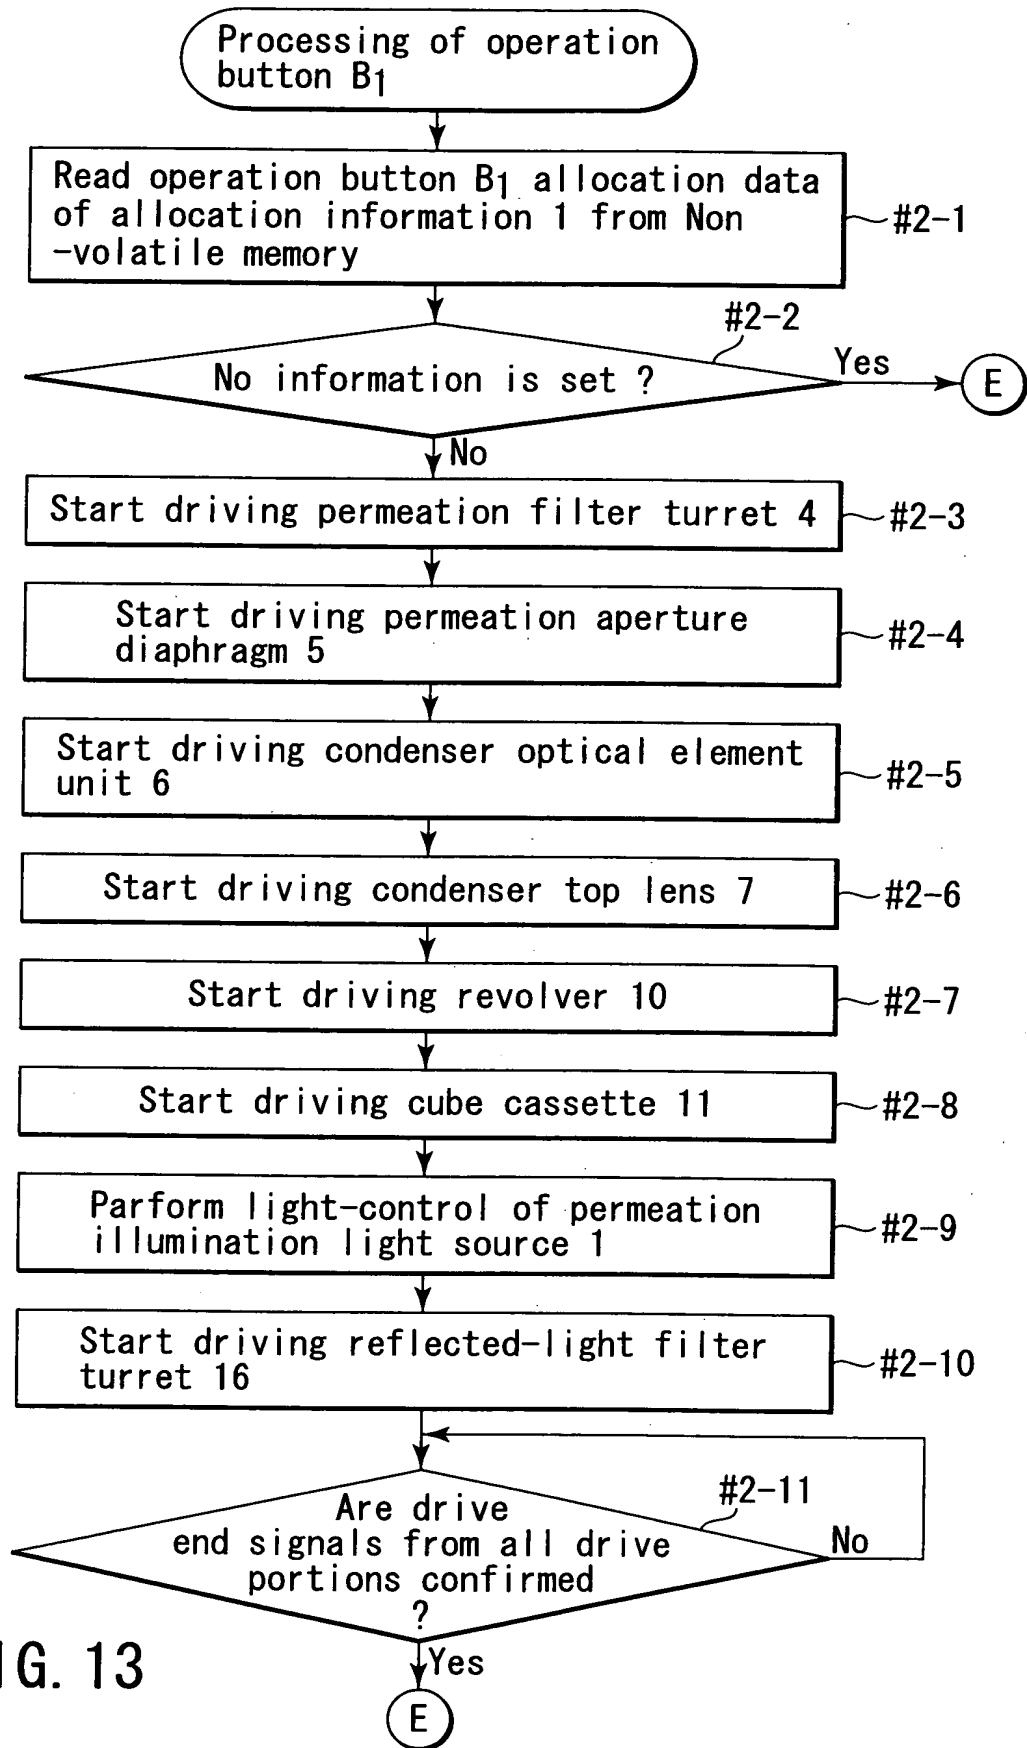 Processing of operation
button B1
Read operation button B1 allocation data
of allocation information 1 from Non
-volatile memory
#2-1
#2-2
No information is set ?
Yes
E
No
Start driving permeation filter turret 4
#2-3
Start driving permeation aperture
diaphragm 5
#2-4
Start driving condenser optical element
unit 6
#2-5
Start driving condenser top lens 7
#2-6
Start driving revolver 10
#2-7
Start driving cube cassette 11
#2-8
Parform light-control of permeation
illumination light source 1
#2-9
Start driving reflected-light filter
turret 16
#2-10
#2-11
Are drive
end signals from all drive
portions confirmed
?
No
Yes
IG. 13
E